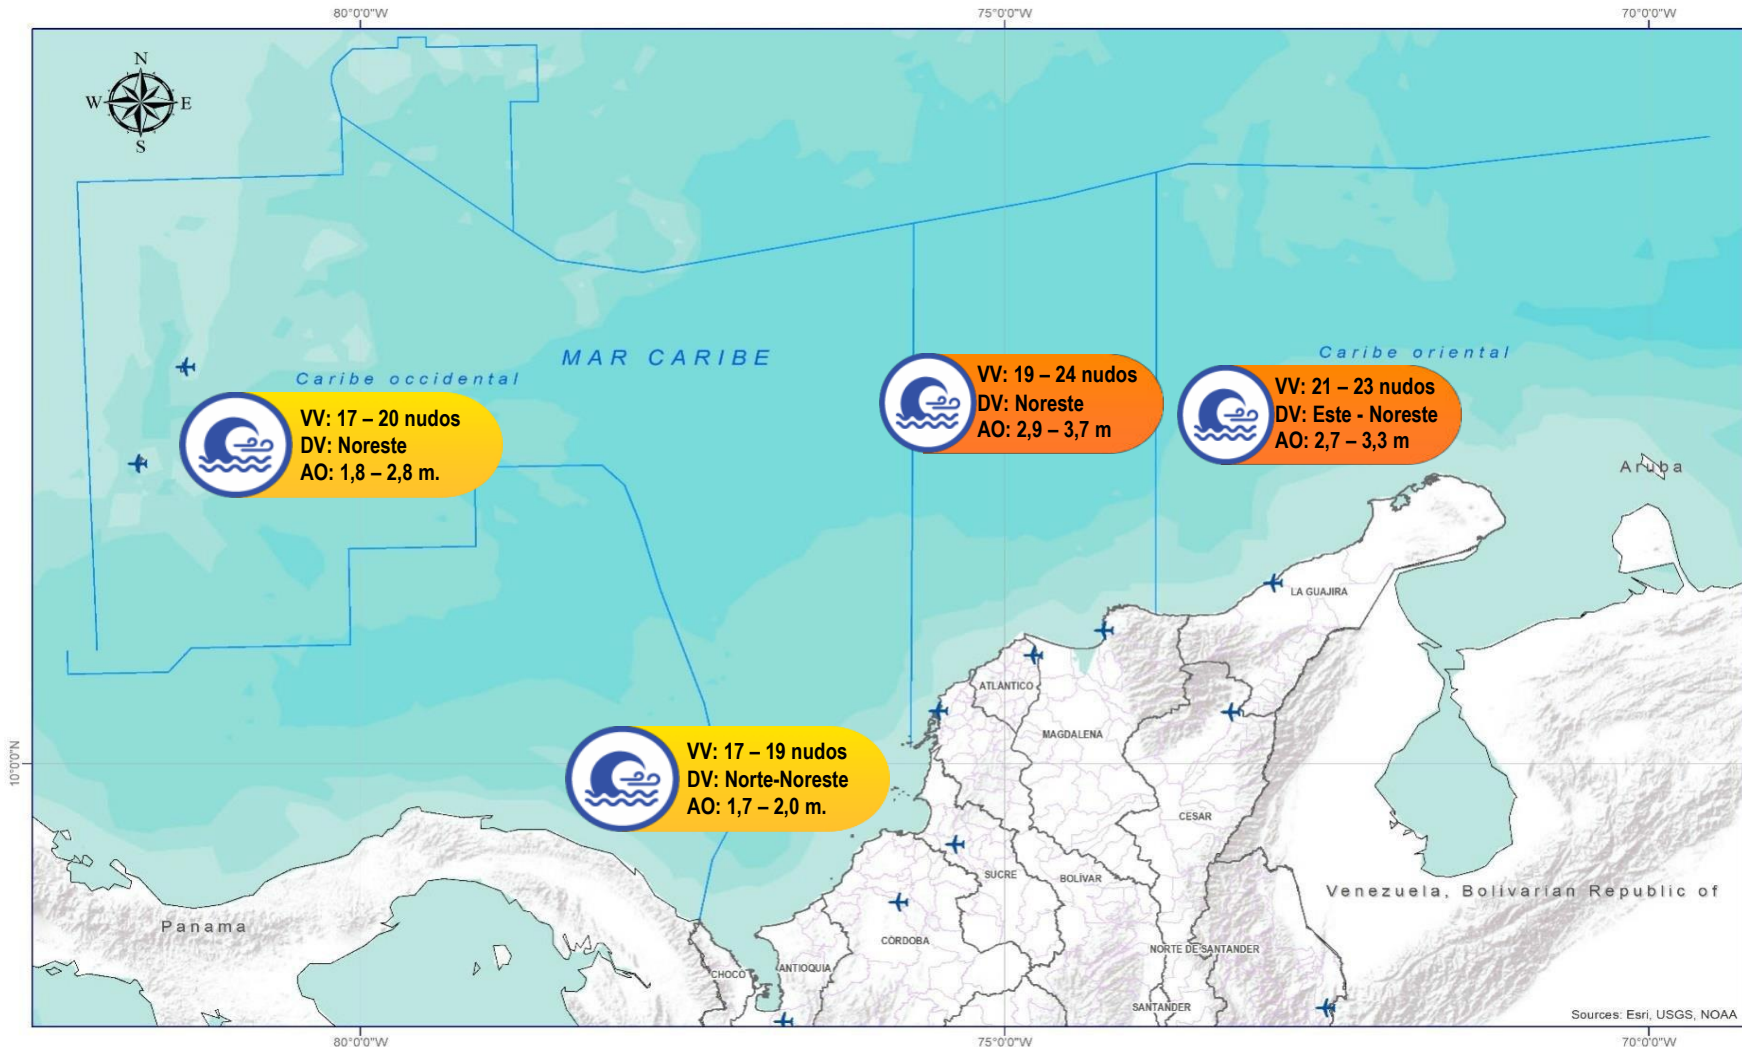 80°0'0"W
75°0'0"W
70°0'0"W
N
W
E
S
MAR CARIBE
Caribe occidental
Caribe oriental
VV: 17 – 20 nudos
DV: Noreste
AO: 1,8 – 2,8 m.
VV: 19 – 24 nudos
DV: Noreste
AO: 2,9 – 3,7 m
VV: 21 – 23 nudos
DV: Este - Noreste
AO: 2,7 – 3,3 m
Aruba
LA GUAJIRA
ATLANTICO
MAGDALENA
10°0'0"N
VV: 17 – 19 nudos
DV: Norte-Noreste
AO: 1,7 – 2,0 m.
CESAR
SUCRE
BOLÍVAR
Venezuela, Bolivarian Republic of
Panama
CÓRDOBA
NORTE DE SANTANDER
CHOCO
ANTIOQUIA
SANTANDER
Sources: Esri, USGS, NOAA
80°0'0"W
75°0'0"W
70°0'0"W